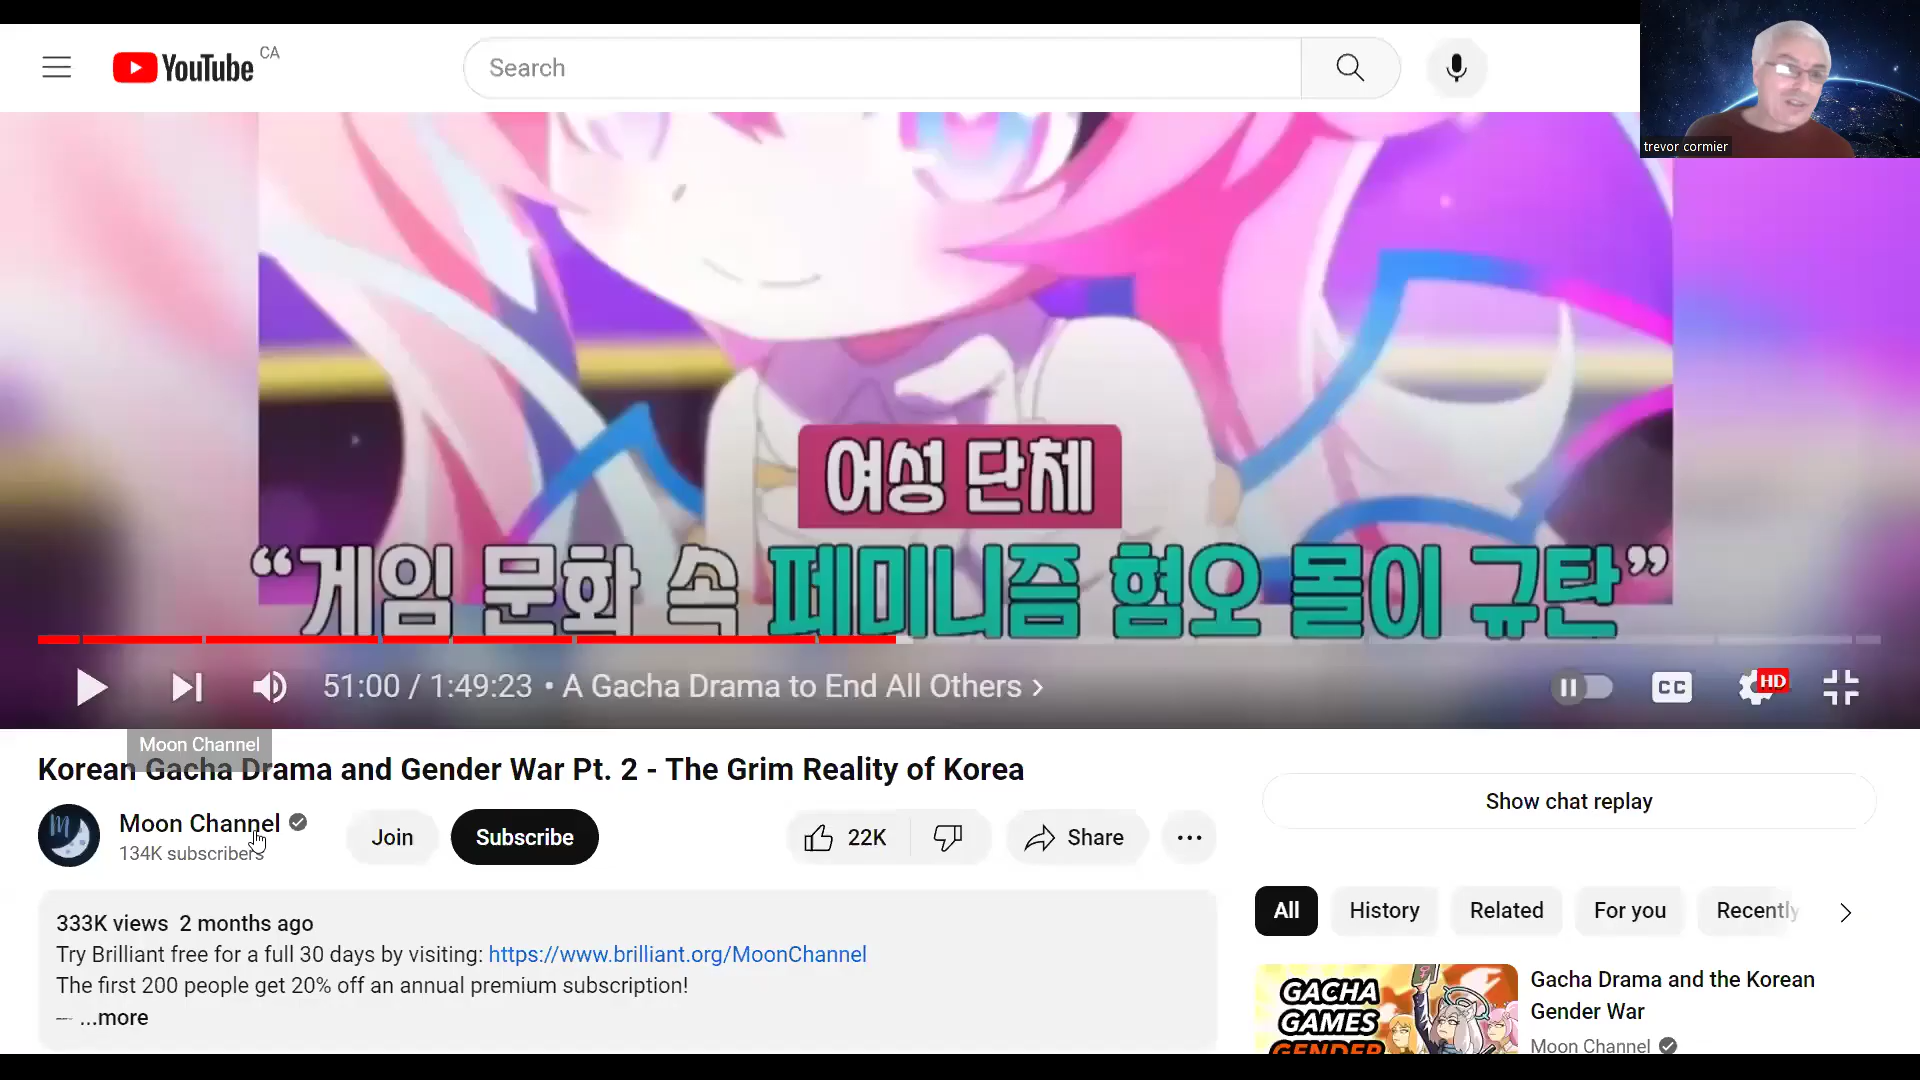 YouTube CA
Search
trevor cormier
여성 단체
“게임 문화 속 페미니즘 혐오 몰이 규탄”
51:00 / 1:49:23 • A Gacha Drama to End All Others
CC
HD
Moon Channel
Korean Gacha Drama and Gender War Pt. 2 - The Grim Reality of Korea
Moon Channel
134K subscribers
Join
Subscribe
22K
Share
Show chat replay
333K views 2 months ago
Try Brilliant free for a full 30 days by visiting: https://www.brilliant.org/MoonChannel
The first 200 people get 20% off an annual premium subscription!
...more
All
History
Related
For you
Recently
GACHA
GAMES
GENDER
Gacha Drama and the Korean
Gender War
Moon Channel